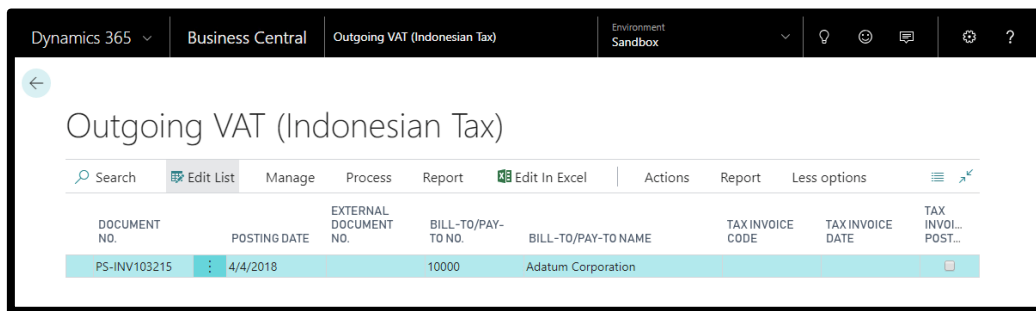 Dynamics 365 Business Central Outgoing VAT (Indonesian Tax) Environment
Sandbox ?
Outgoing VAT (Indonesian Tax)
Search Edit List Manage Process Report Edit In Excel Actions Report Less options
DOCUMENT NO. POSTING DATE EXTERNAL DOCUMENT NO. BILL-TO/PAY-TO NO. BILL-TO/PAY-TO NAME TAX INVOICE CODE TAX INVOICE DATE TAX INVOI... POST...
PS-INV103215 4/4/2018 10000 Adatum Corporation